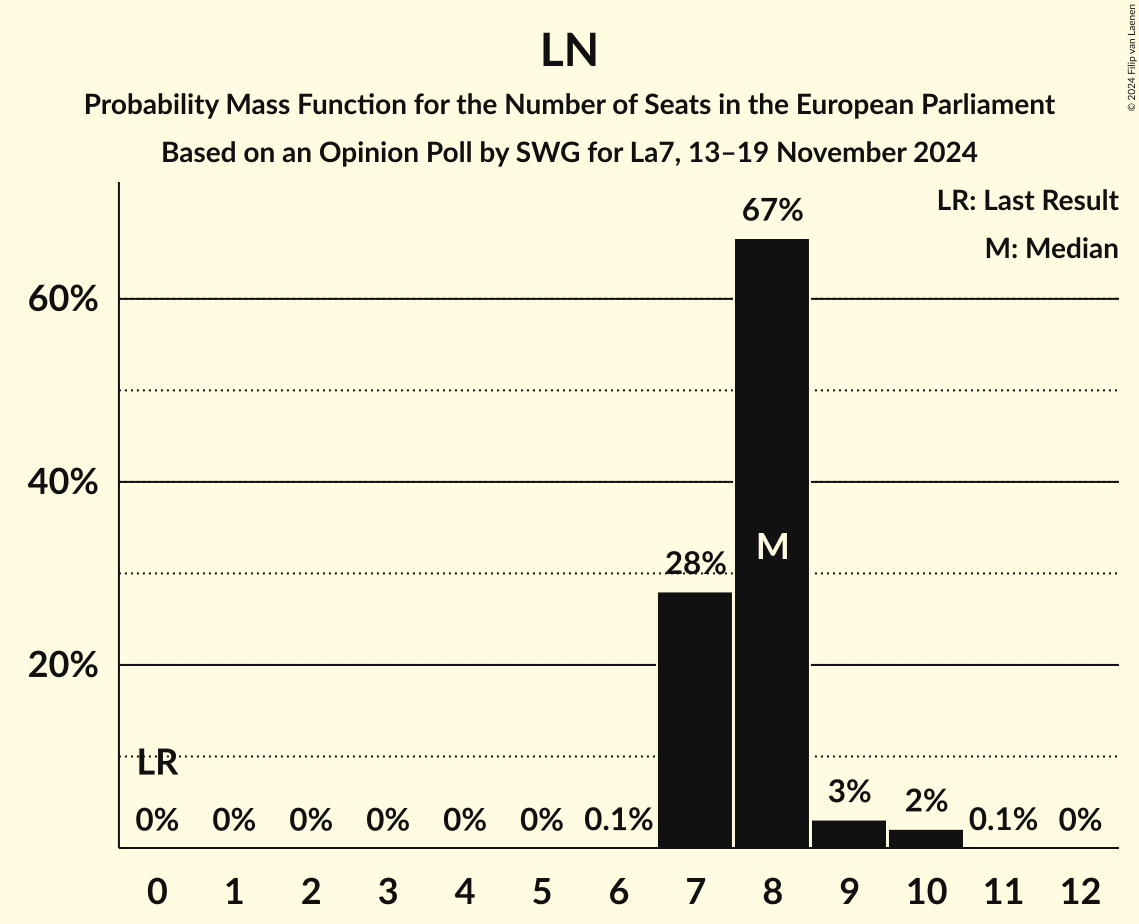 LN
Probability Mass Function for the Number of Seats in the European Parliament
Based on an Opinion Poll by SWG for La7, 13–19 November 2024
© 2024 Filip van Laenen
LR: Last Result
M: Median
67%
60%
40%
M
28%
20%
LR
0% 0% 0% 0% 0% 0% 0.1% 3% 2% 0.1% 0%
0 1 2 3 4 5 6 7 8 9 10 11 12